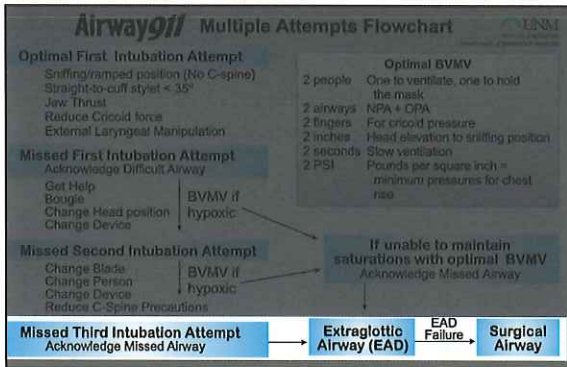 Airway911 Multiple Attempts Flowchart
UNM
Optimal First Intubation Attempt
Sniffing/ramped position (No C-spine)
Straight-to-cuff stylet < 35°
Jaw Thrust
Reduce Cricoid force
External Laryngeal Manipulation
Optimal BVMV
2 people One to ventilate, one to hold
the mask
2 airways NPA + OPA
2 fingers For cricoid pressure
2 inches Head elevation to sniffing position
2 seconds Slow ventilation
2 PSI Pounds per square inch =
minimum pressures for chest
rise
Missed First Intubation Attempt
Acknowledge Difficult Airway
Get Help
Bougie
Change Head position
Change Device
BVMV if
hypoxic
Missed Second Intubation Attempt
Change Blade
Change Person
Change Device
Reduce C-Spine Precautions
BVMV if
hypoxic
If unable to maintain
saturations with optimal BVMV
Acknowledge Missed Airway
Missed Third Intubation Attempt
Acknowledge Missed Airway
Extraglottic
Airway (EAD)
EAD
Failure
Surgical
Airway